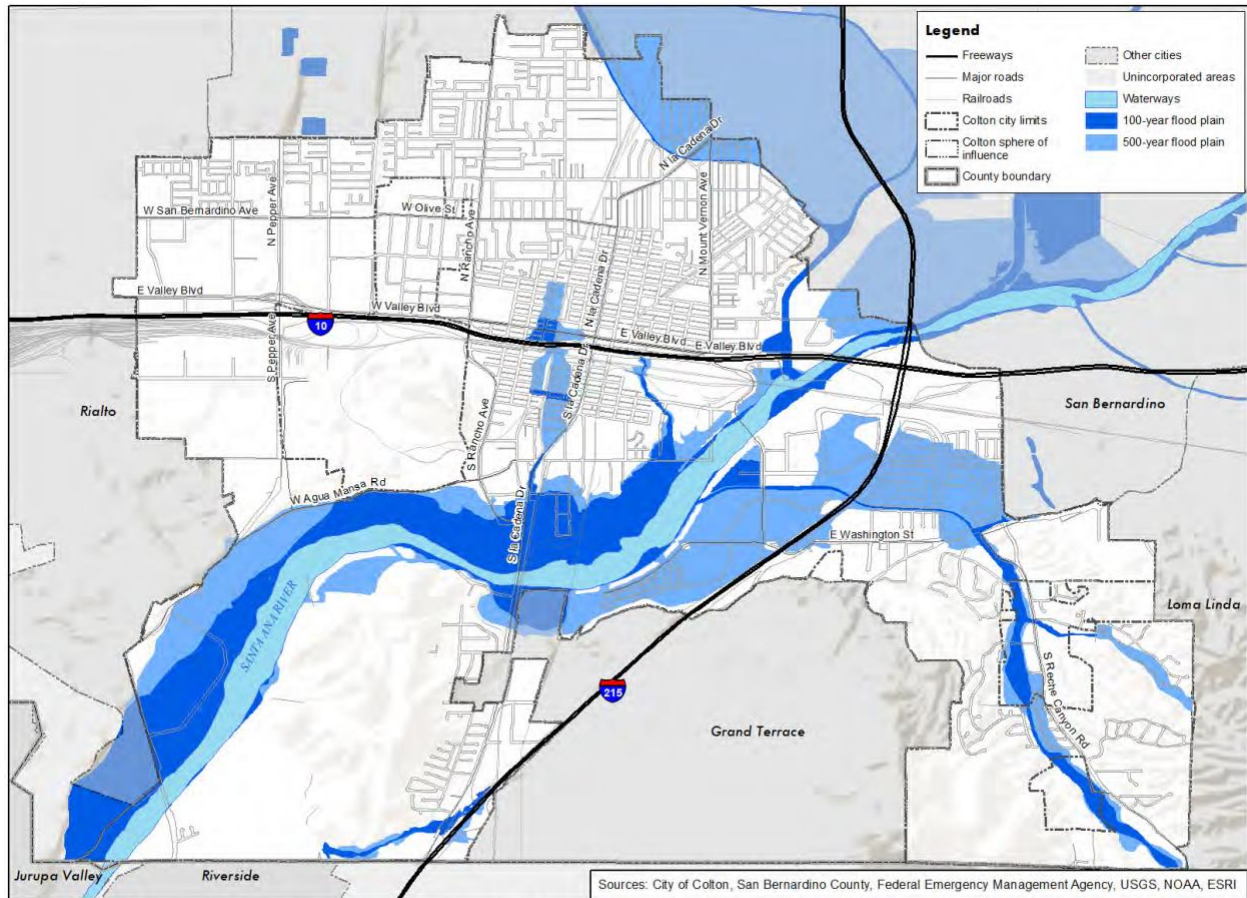 Legend
Freeways
Major roads
Railroads
Colton city limits
Colton sphere of
influence
County boundary
Other cities
Unincorporated areas
Waterways
100-year flood plain
500-year flood plain
N la Cadena Dr
W San Bernardino Ave
N Pepper Ave
W Olive St
N Rancho Ave
N Mount Vernon Ave
E Valley Blvd
W Valley Blvd
N la Cadena Dr
E Valley Blvd
E Valley Blvd
10
S Pepper Ave
S la Cadena Dr
Rialto
San Bernardino
S Rancho Ave
W Agua Mansa Rd
S la Cadena Dr
E Washington St
SANTA ANA RIVER
Loma Linda
S Reche Canyon Rd
215
Grand Terrace
Jurupa Valley
Riverside
Sources: City of Colton, San Bernardino County, Federal Emergency Management Agency, USGS, NOAA, ESRI